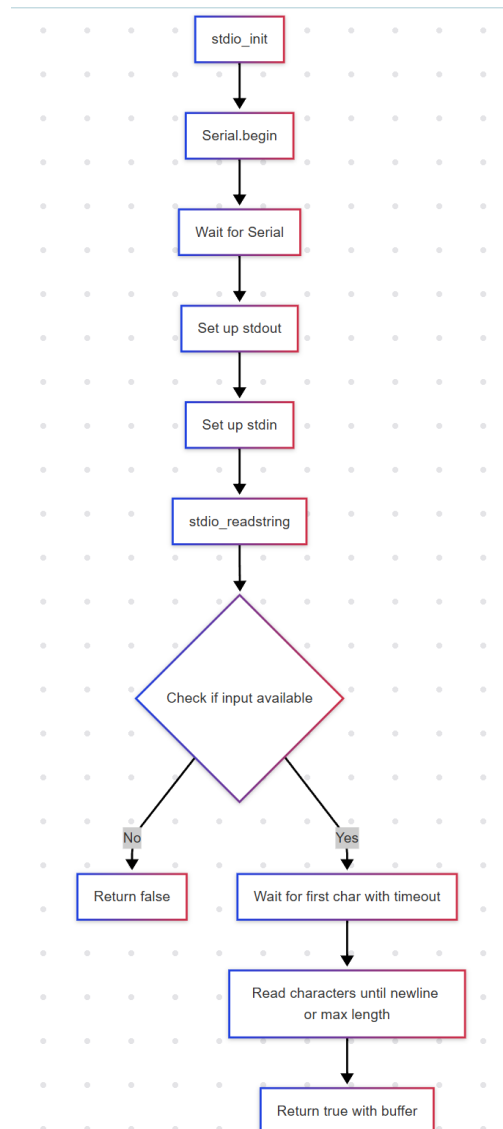 stdio_init
Serial.begin
Wait for Serial
Set up stdout
Set up stdin
stdio_readstring
Check if input available
No
Yes
Return false
Wait for first char with timeout
Read characters until newline
or max length
Return true with buffer